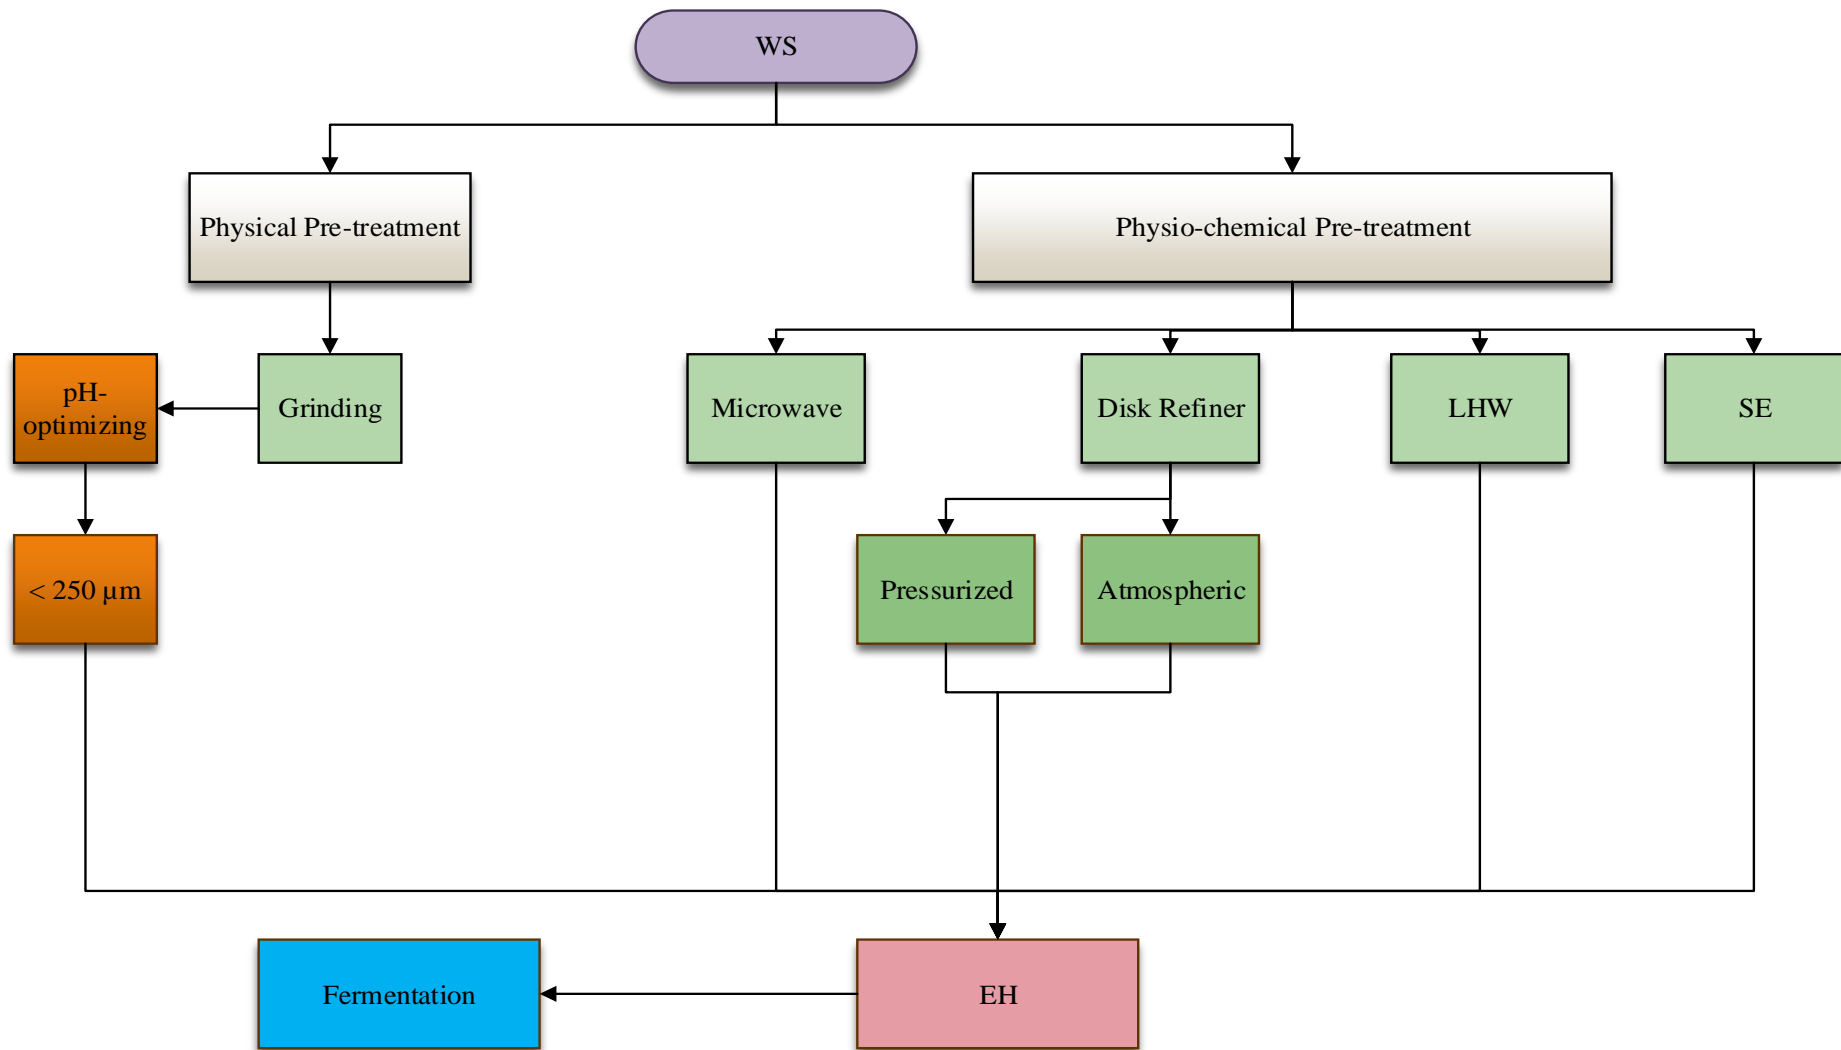 WS
Physical Pre-treatment
Physio-chemical Pre-treatment
pH-
optimizing
Grinding
Microwave
Disk Refiner
LHW
SE
< 250 µm
Pressurized
Atmospheric
Fermentation
EH